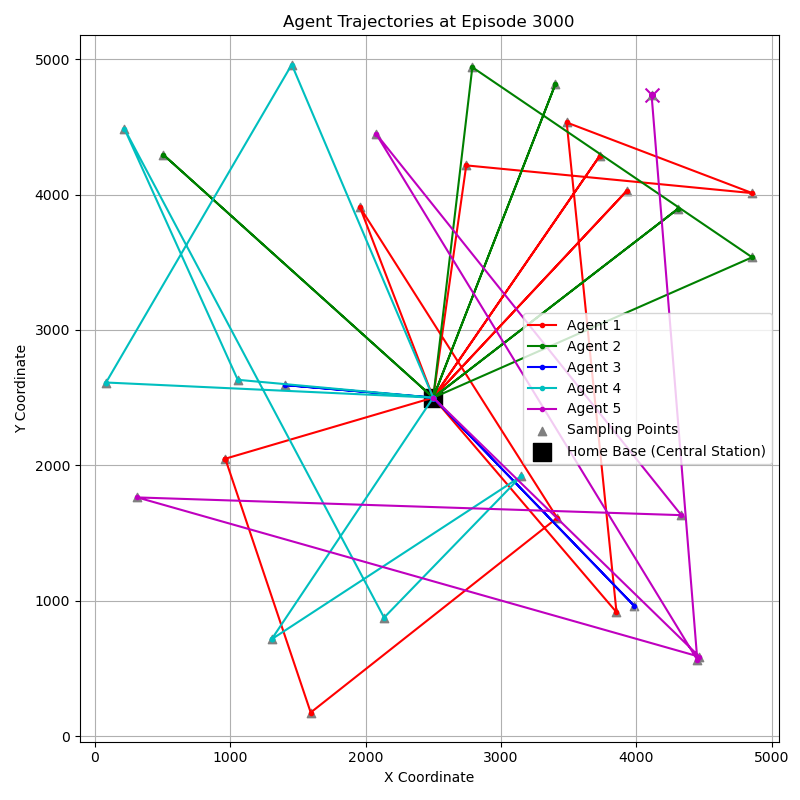 Agent Trajectories at Episode 3000
Y Coordinate
5000
4000
3000
2000
1000
0
Agent 1
Agent 2
Agent 3
Agent 4
Agent 5
Sampling Points
Home Base (Central Station)
0 1000 2000 3000 4000 5000
X Coordinate